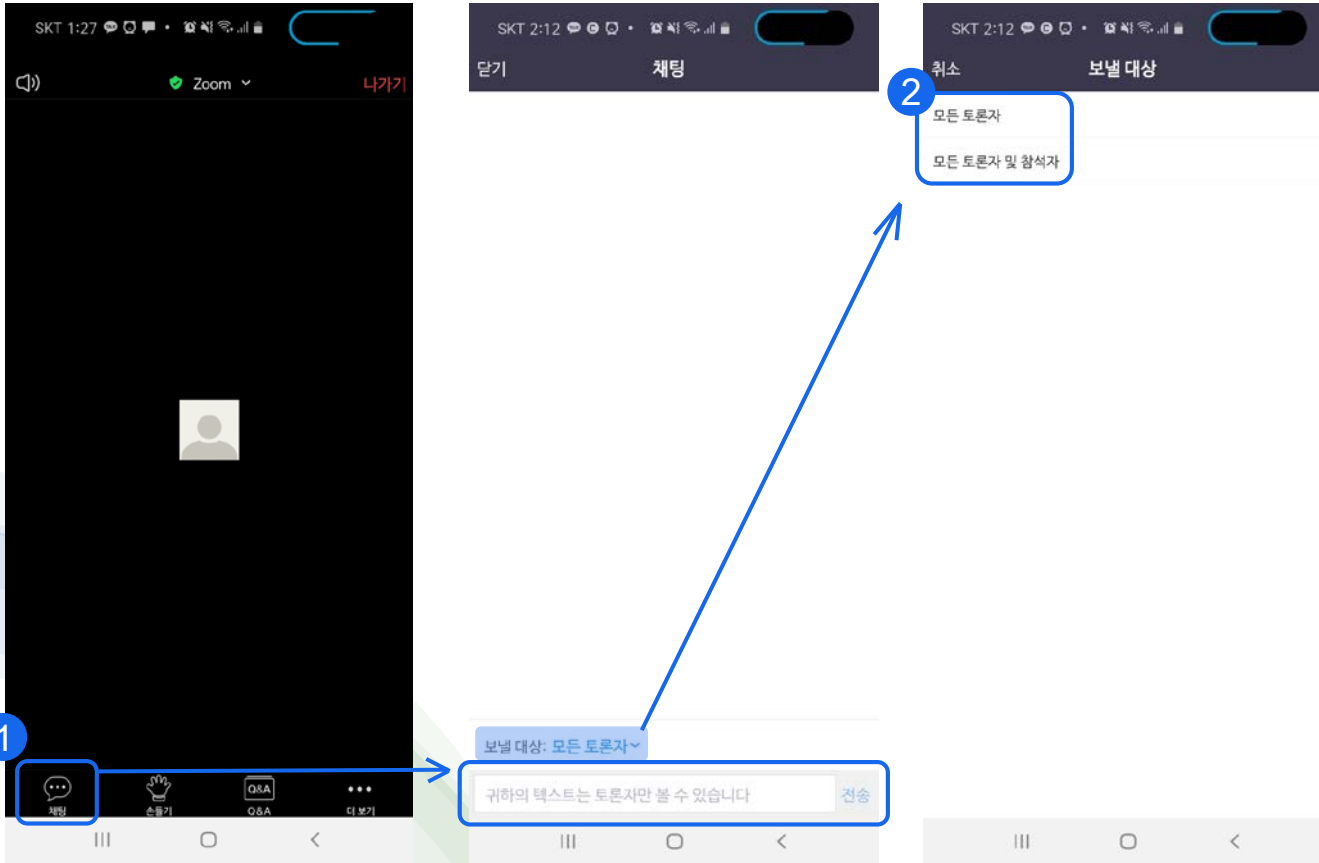 SKT 1:27
Zoom
나가기
1
채팅
손들기
Q&A
Q&A
더 보기
SKT 2:12
닫기
채팅
보낼 대상: 모든 토론자
귀하의 텍스트는 토론자만 볼 수 있습니다
전송
SKT 2:12
취소
보낼 대상
2
모든 토론자
모든 토론자 및 참석자